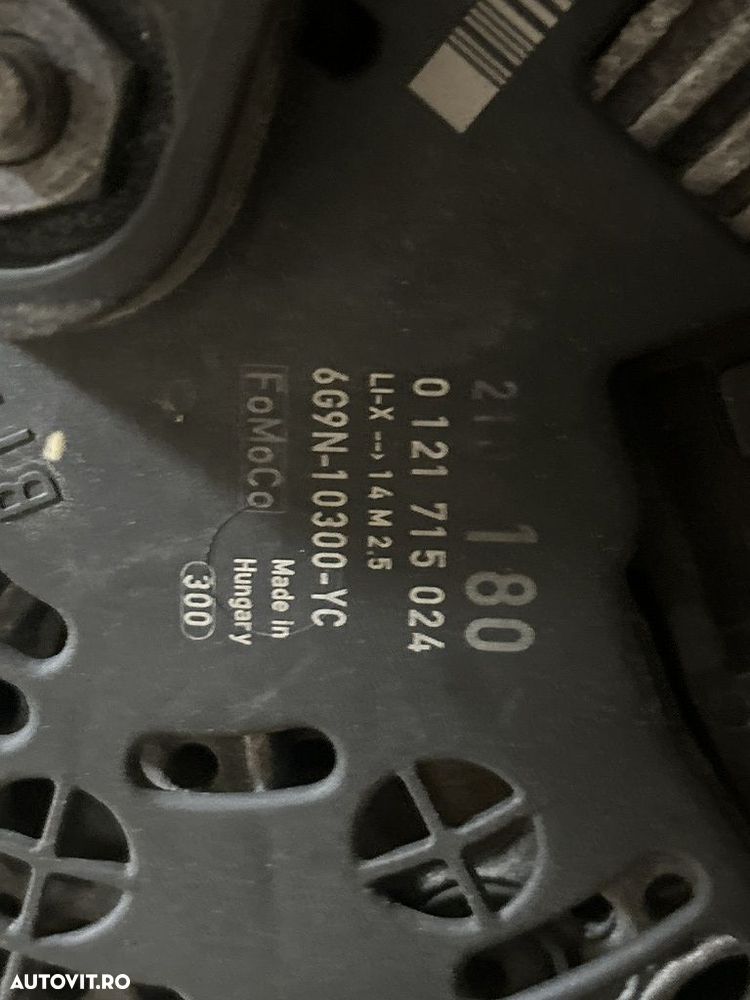 180
0 121 715 024
LI-X --> 14 M 2.5
6G9N-10300-YC
FoMoCo
Made in
Hungary
300
AUTOVIT.RO